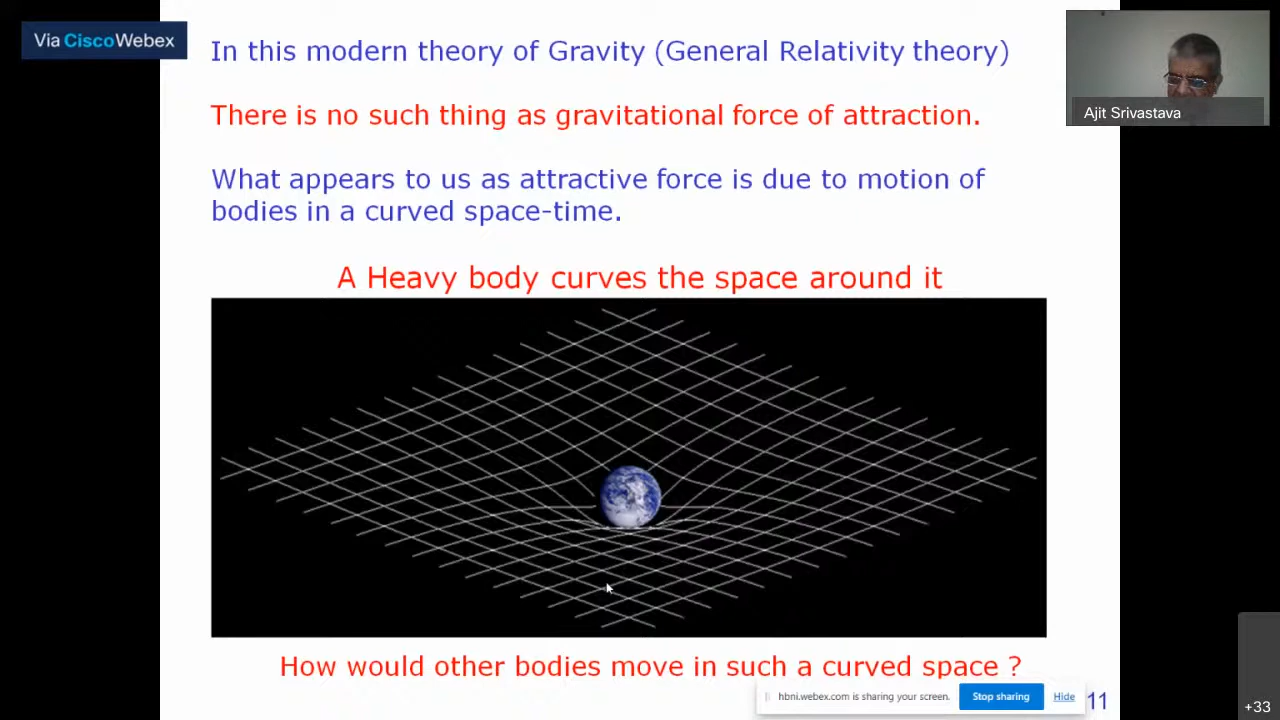 Via CiscoWebex
In this modern theory of Gravity (General Relativity theory)
There is no such thing as gravitational force of attraction.
What appears to us as attractive force is due to motion of
bodies in a curved space-time.
A Heavy body curves the space around it
How would other bodies move in such a curved space ?
Ajit Srivastava
hbni.webex.com is sharing your screen.
Stop sharing
Hide
11
+33